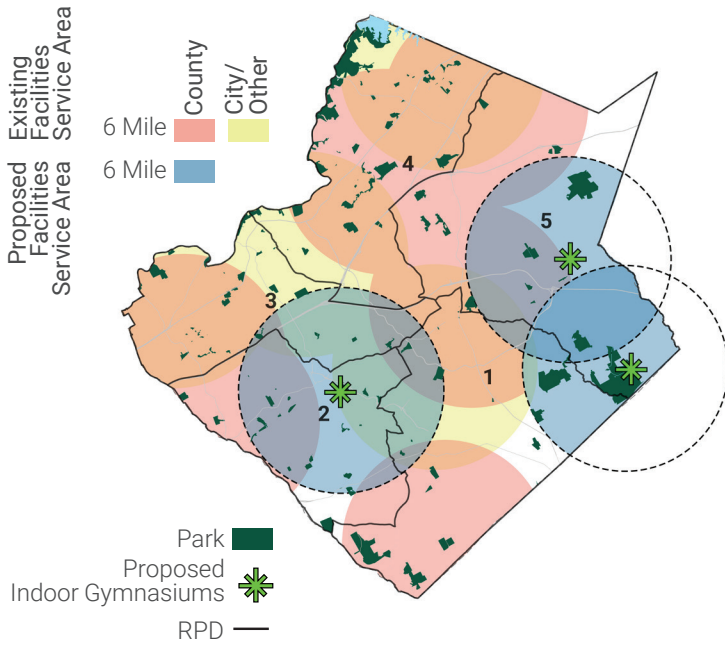 Existing
Facilities
Service Area
County
City/
Other
6 Mile
Proposed
Facilities
Service Area
6 Mile
4
5
3
1
2
Park
Proposed
Indoor Gymnasiums
RPD